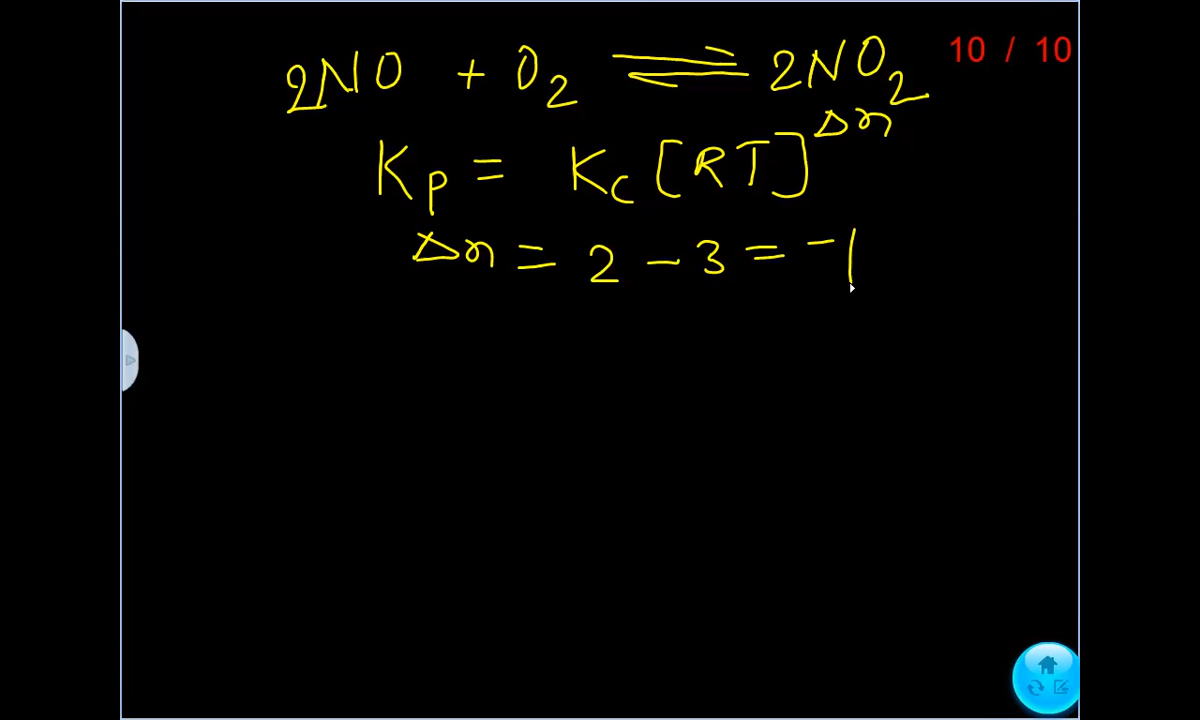 2NO + O₂ ⇌ 2NO₂ 10 / 10
Kp = Kc [RT]^Δn
Δn = 2 - 3 = -1